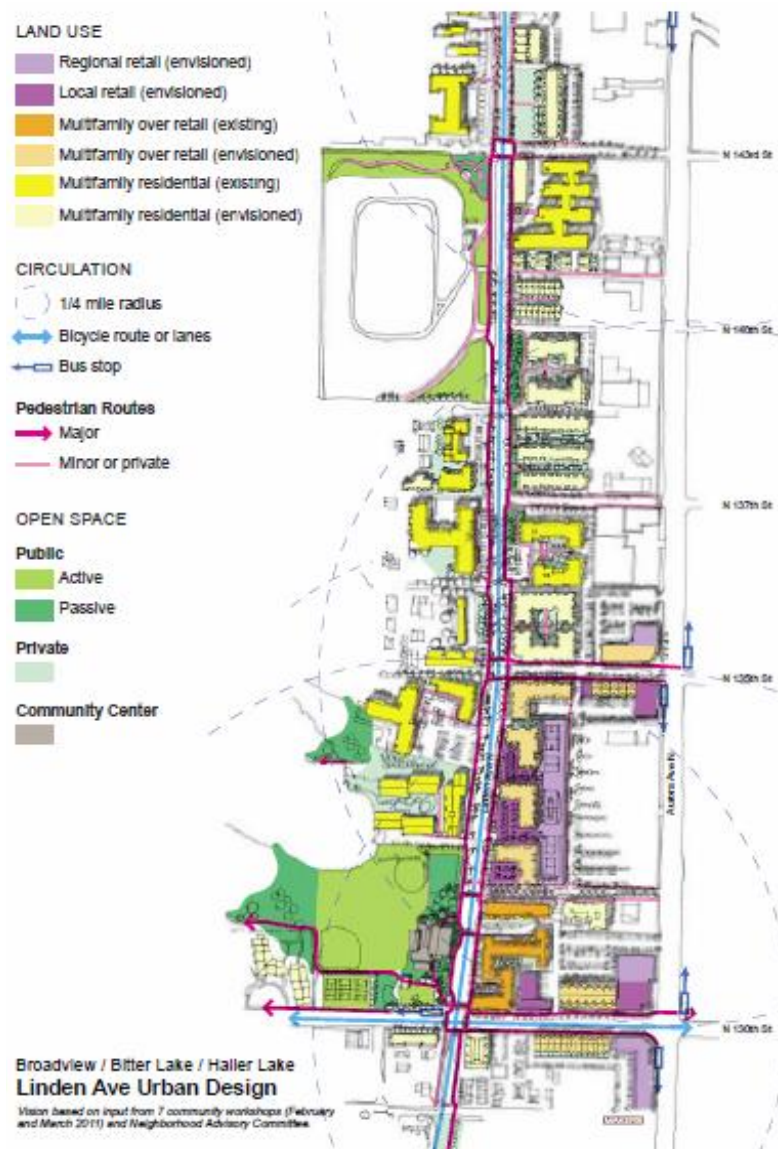 LAND USE
Regional retail (envisioned)
Local retail (envisioned)
Multifamily over retail (existing)
Multifamily over retail (envisioned)
Multifamily residential (existing)
Multifamily residential (envisioned)
CIRCULATION
1/4 mile radius
Bicycle route or lanes
Bus stop
Pedestrian Routes
Major
Minor or private
OPEN SPACE
Public
Active
Passive
Private
Community Center
N 143rd St
N 140th St
N 137th St
N 135th St
Linden Ave N
Aurora Ave N
N 130th St
Broadview / Bitter Lake / Haller Lake
Linden Ave Urban Design
Vision based on input from 7 community workshops (February
and March 2011) and Neighborhood Advisory Committee.
MAKERS